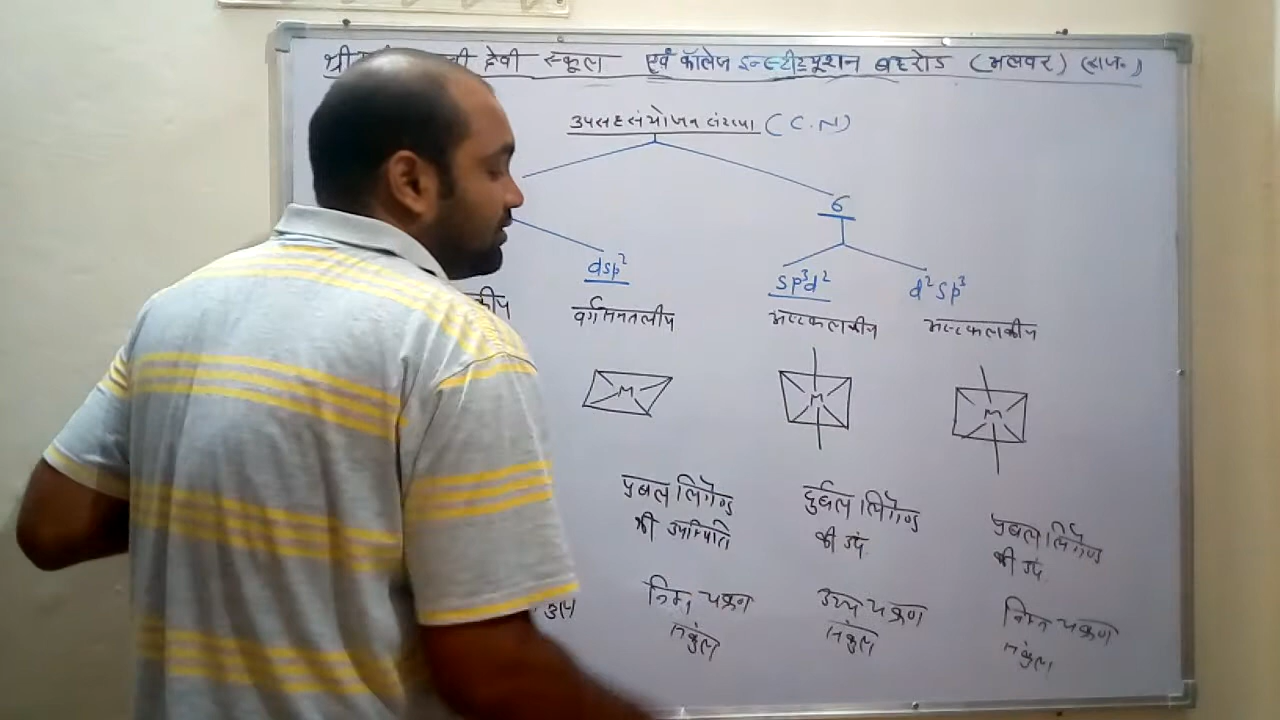 श्री देवी स्कूल एवं कॉलेज इन्स्टीट्यूशन बहरोड (अलवर) (राज.)
उपसहसंयोजन संख्या (C.N)
6
dsp²
sp³d² d²sp³
वर्गसमतलीय अष्टफलकीय अष्टफलकीय
M M M
प्रबल लिगेण्ड
की उपस्थिति
दुर्बल लिगेण्ड
की उप.
प्रबल लिगेण्ड
की उप.
निम्न चक्रण
संकुल
उच्च चक्रण
संकुल
निम्न चक्रण
संकुल